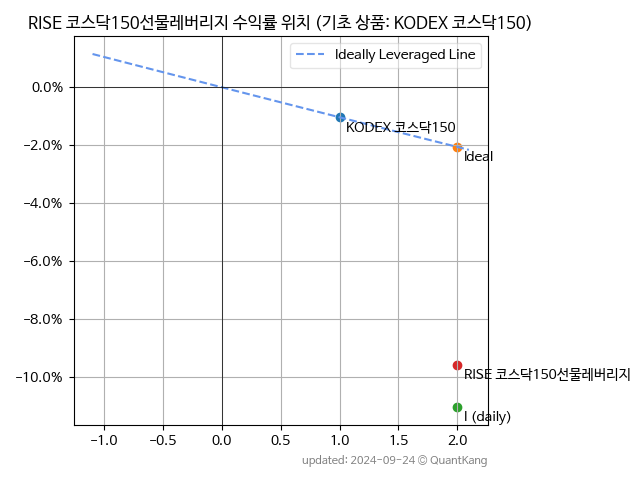 RISE 코스닥150선물레버리지 수익률 위치 (기초 상품: KODEX 코스닥150)
Ideally Leveraged Line
0.0%
KODEX 코스닥150
−2.0%
Ideal
−4.0%
−6.0%
−8.0%
−10.0%
RISE 코스닥150선물레버리지
I (daily)
−1.0 −0.5 0.0 0.5 1.0 1.5 2.0
updated: 2024-09-24 © QuantKang